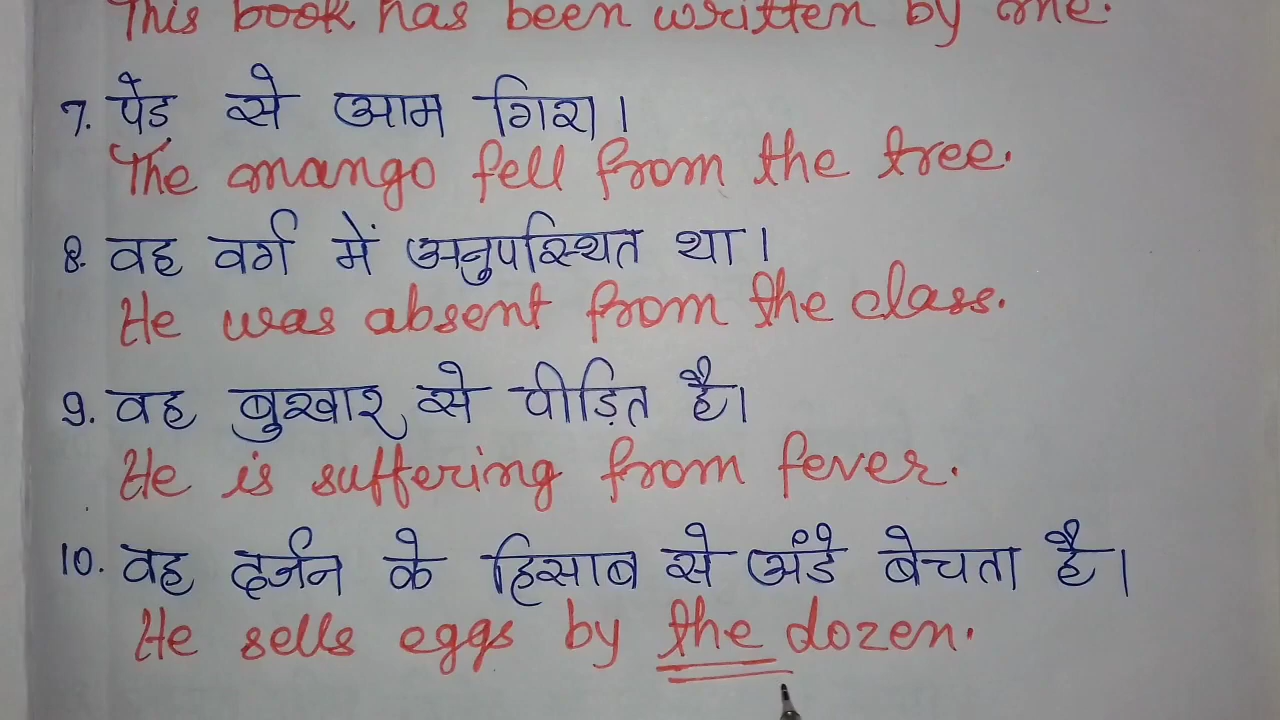 This book has been written by me.
7. पेड़ से आम गिरा।
The mango fell from the tree.
8. वह वर्ग में अनुपस्थित था।
He was absent from the class.
9. वह बुखार से पीड़ित है।
He is suffering from fever.
10. वह दर्जन के हिसाब से अंडे बेचता है।
He sells eggs by the dozen.